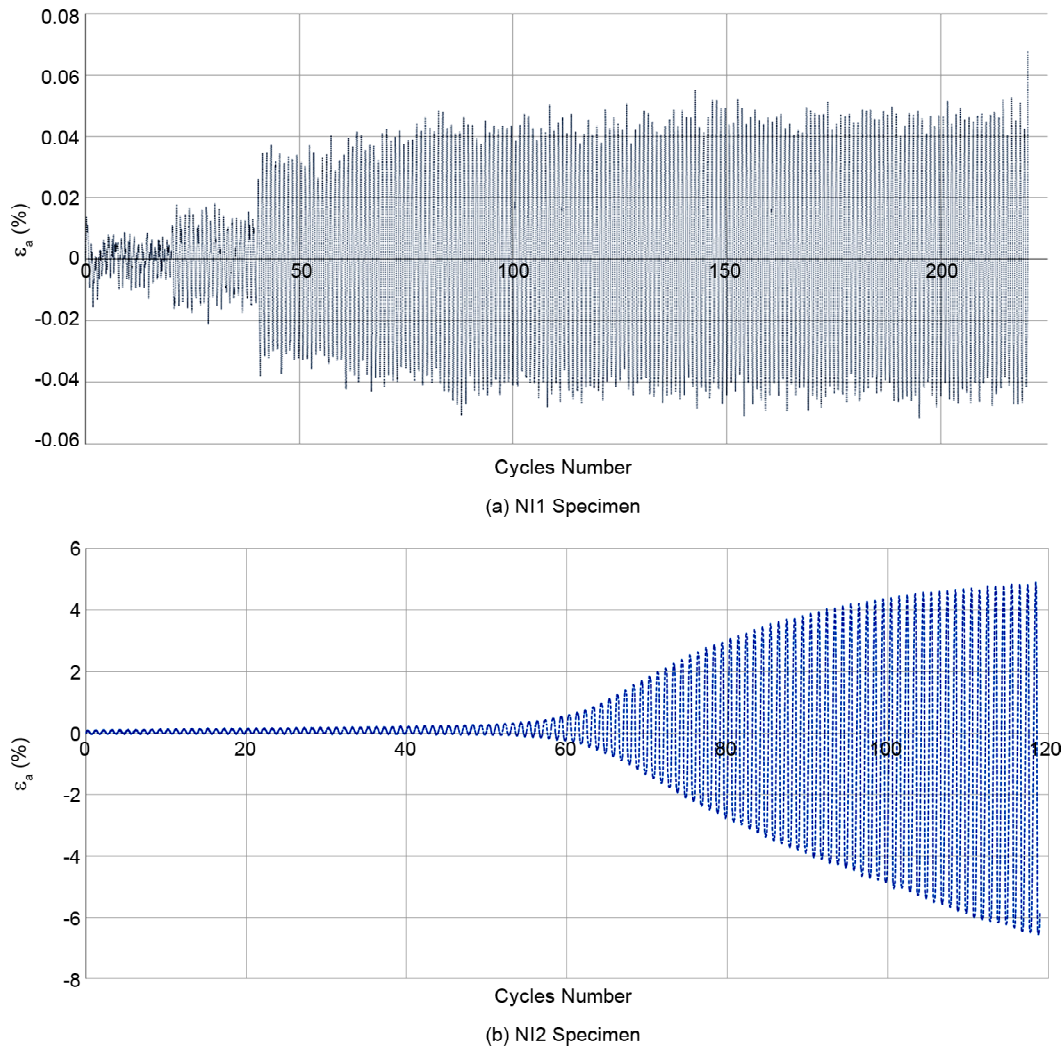 0.08
0.06
0.04
0.02
0
-0.02
-0.04
-0.06
εa (%)
0 50 100 150 200
Cycles Number
(a) NI1 Specimen
6
4
2
0
-2
-4
-6
-8
εa (%)
0 20 40 60 80 100 120
Cycles Number
(b) NI2 Specimen